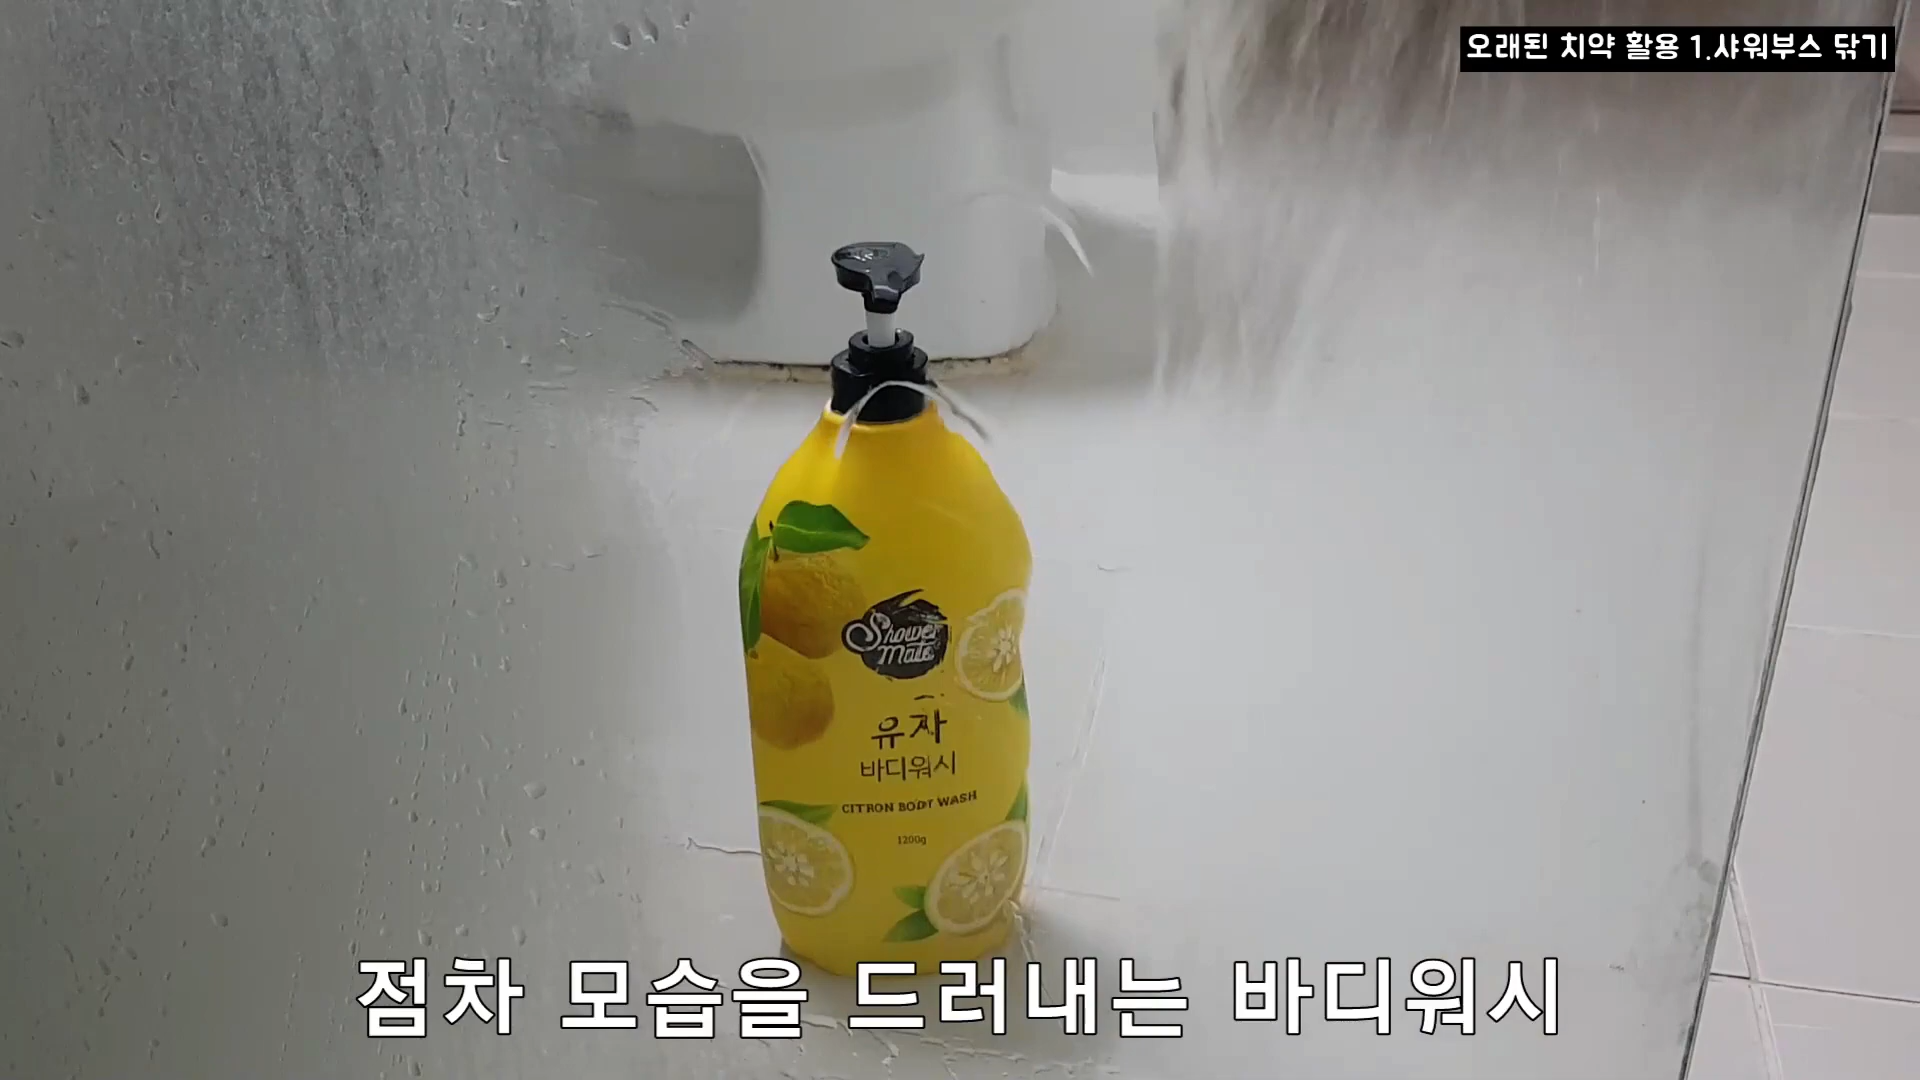 오래된 치약 활용 1.샤워부스 닦기
Shower
Mate
유자
바디워시
CITRON BODY WASH
1200g
점차 모습을 드러내는 바디워시